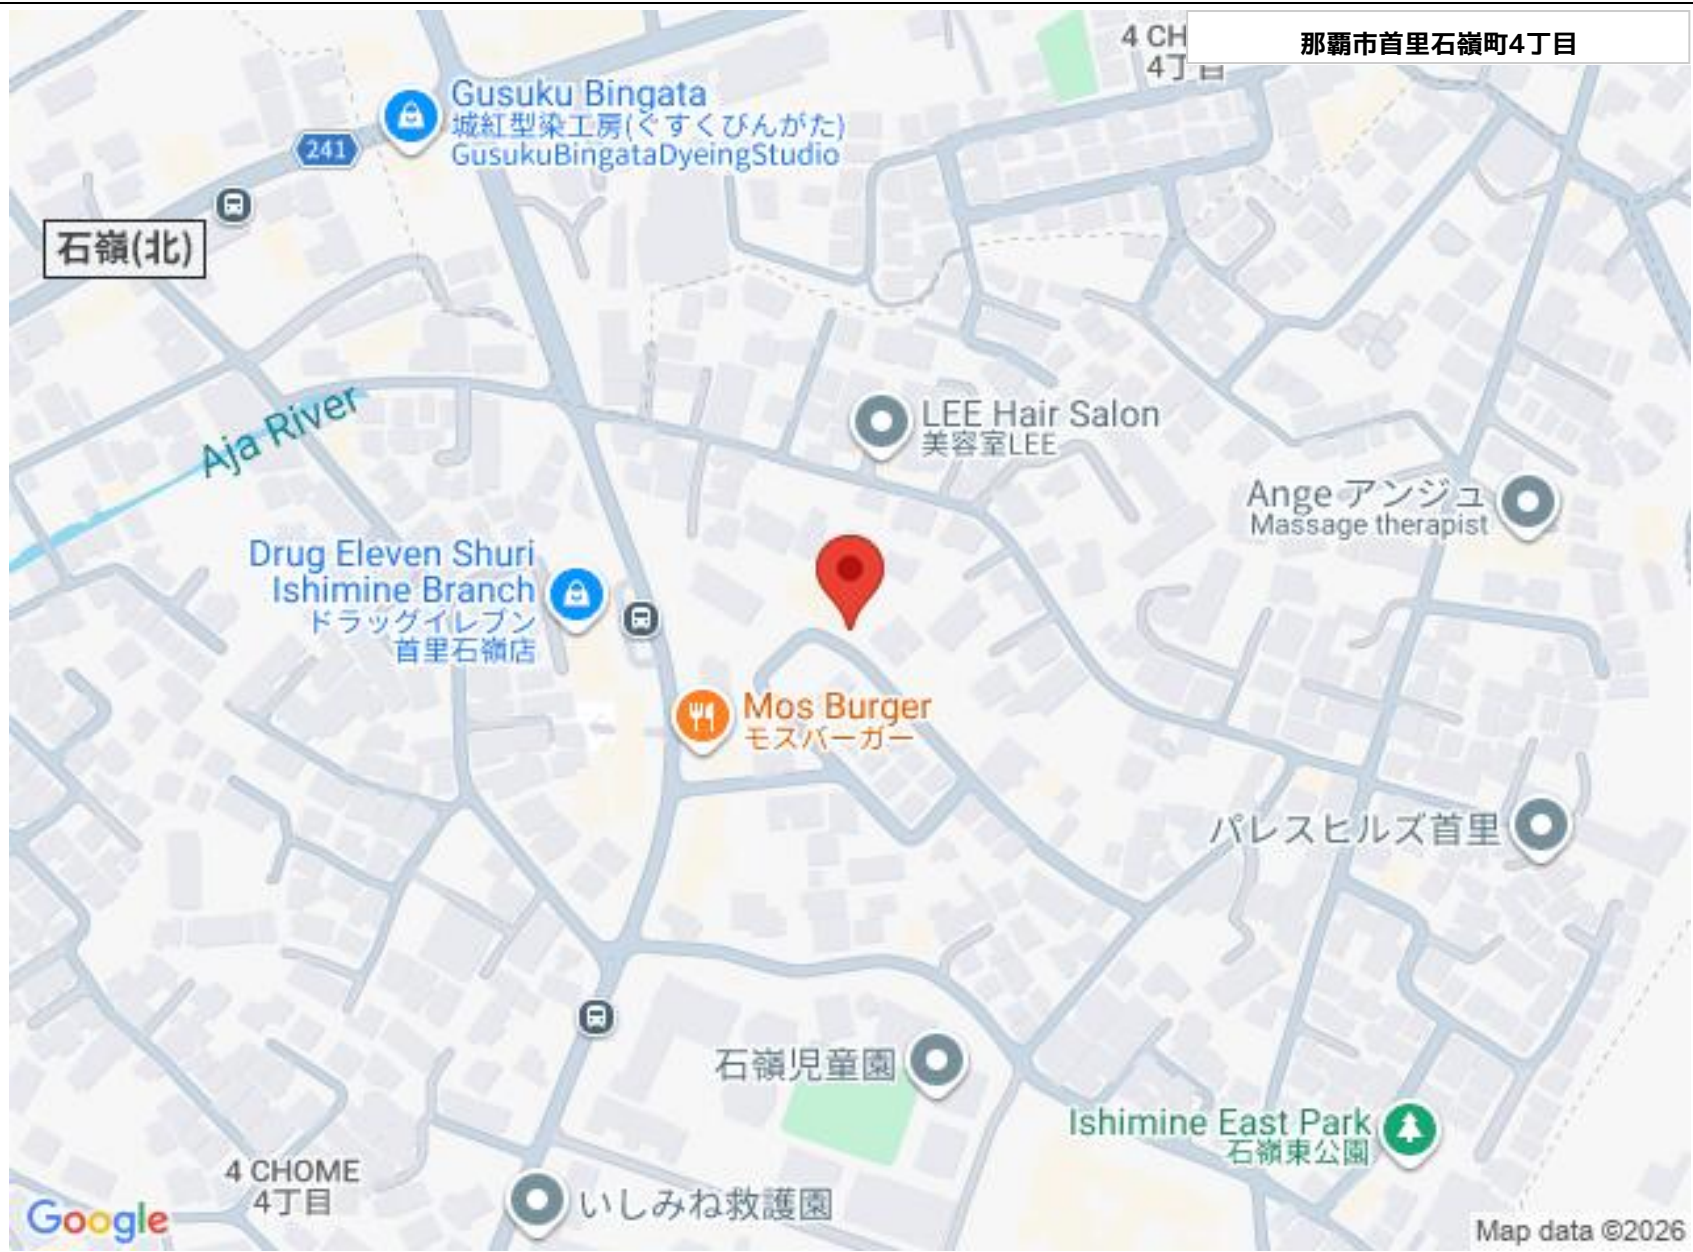 4 CH
4丁目
那覇市首里石嶺町4丁目
Gusuku Bingata
城紅型染工房(ぐすくびんがた)
GusukuBingataDyeingStudio
241
石嶺(北)
Aja River
LEE Hair Salon
美容室LEE
Ange アンジュ
Massage therapist
Drug Eleven Shuri
Ishimine Branch
ドラッグイレブン
首里石嶺店
Mos Burger
モスバーガー
パレスヒルズ首里
石嶺児童園
Ishimine East Park
石嶺東公園
4 CHOME
4丁目
いしみね救護園
Google
Map data ©2026